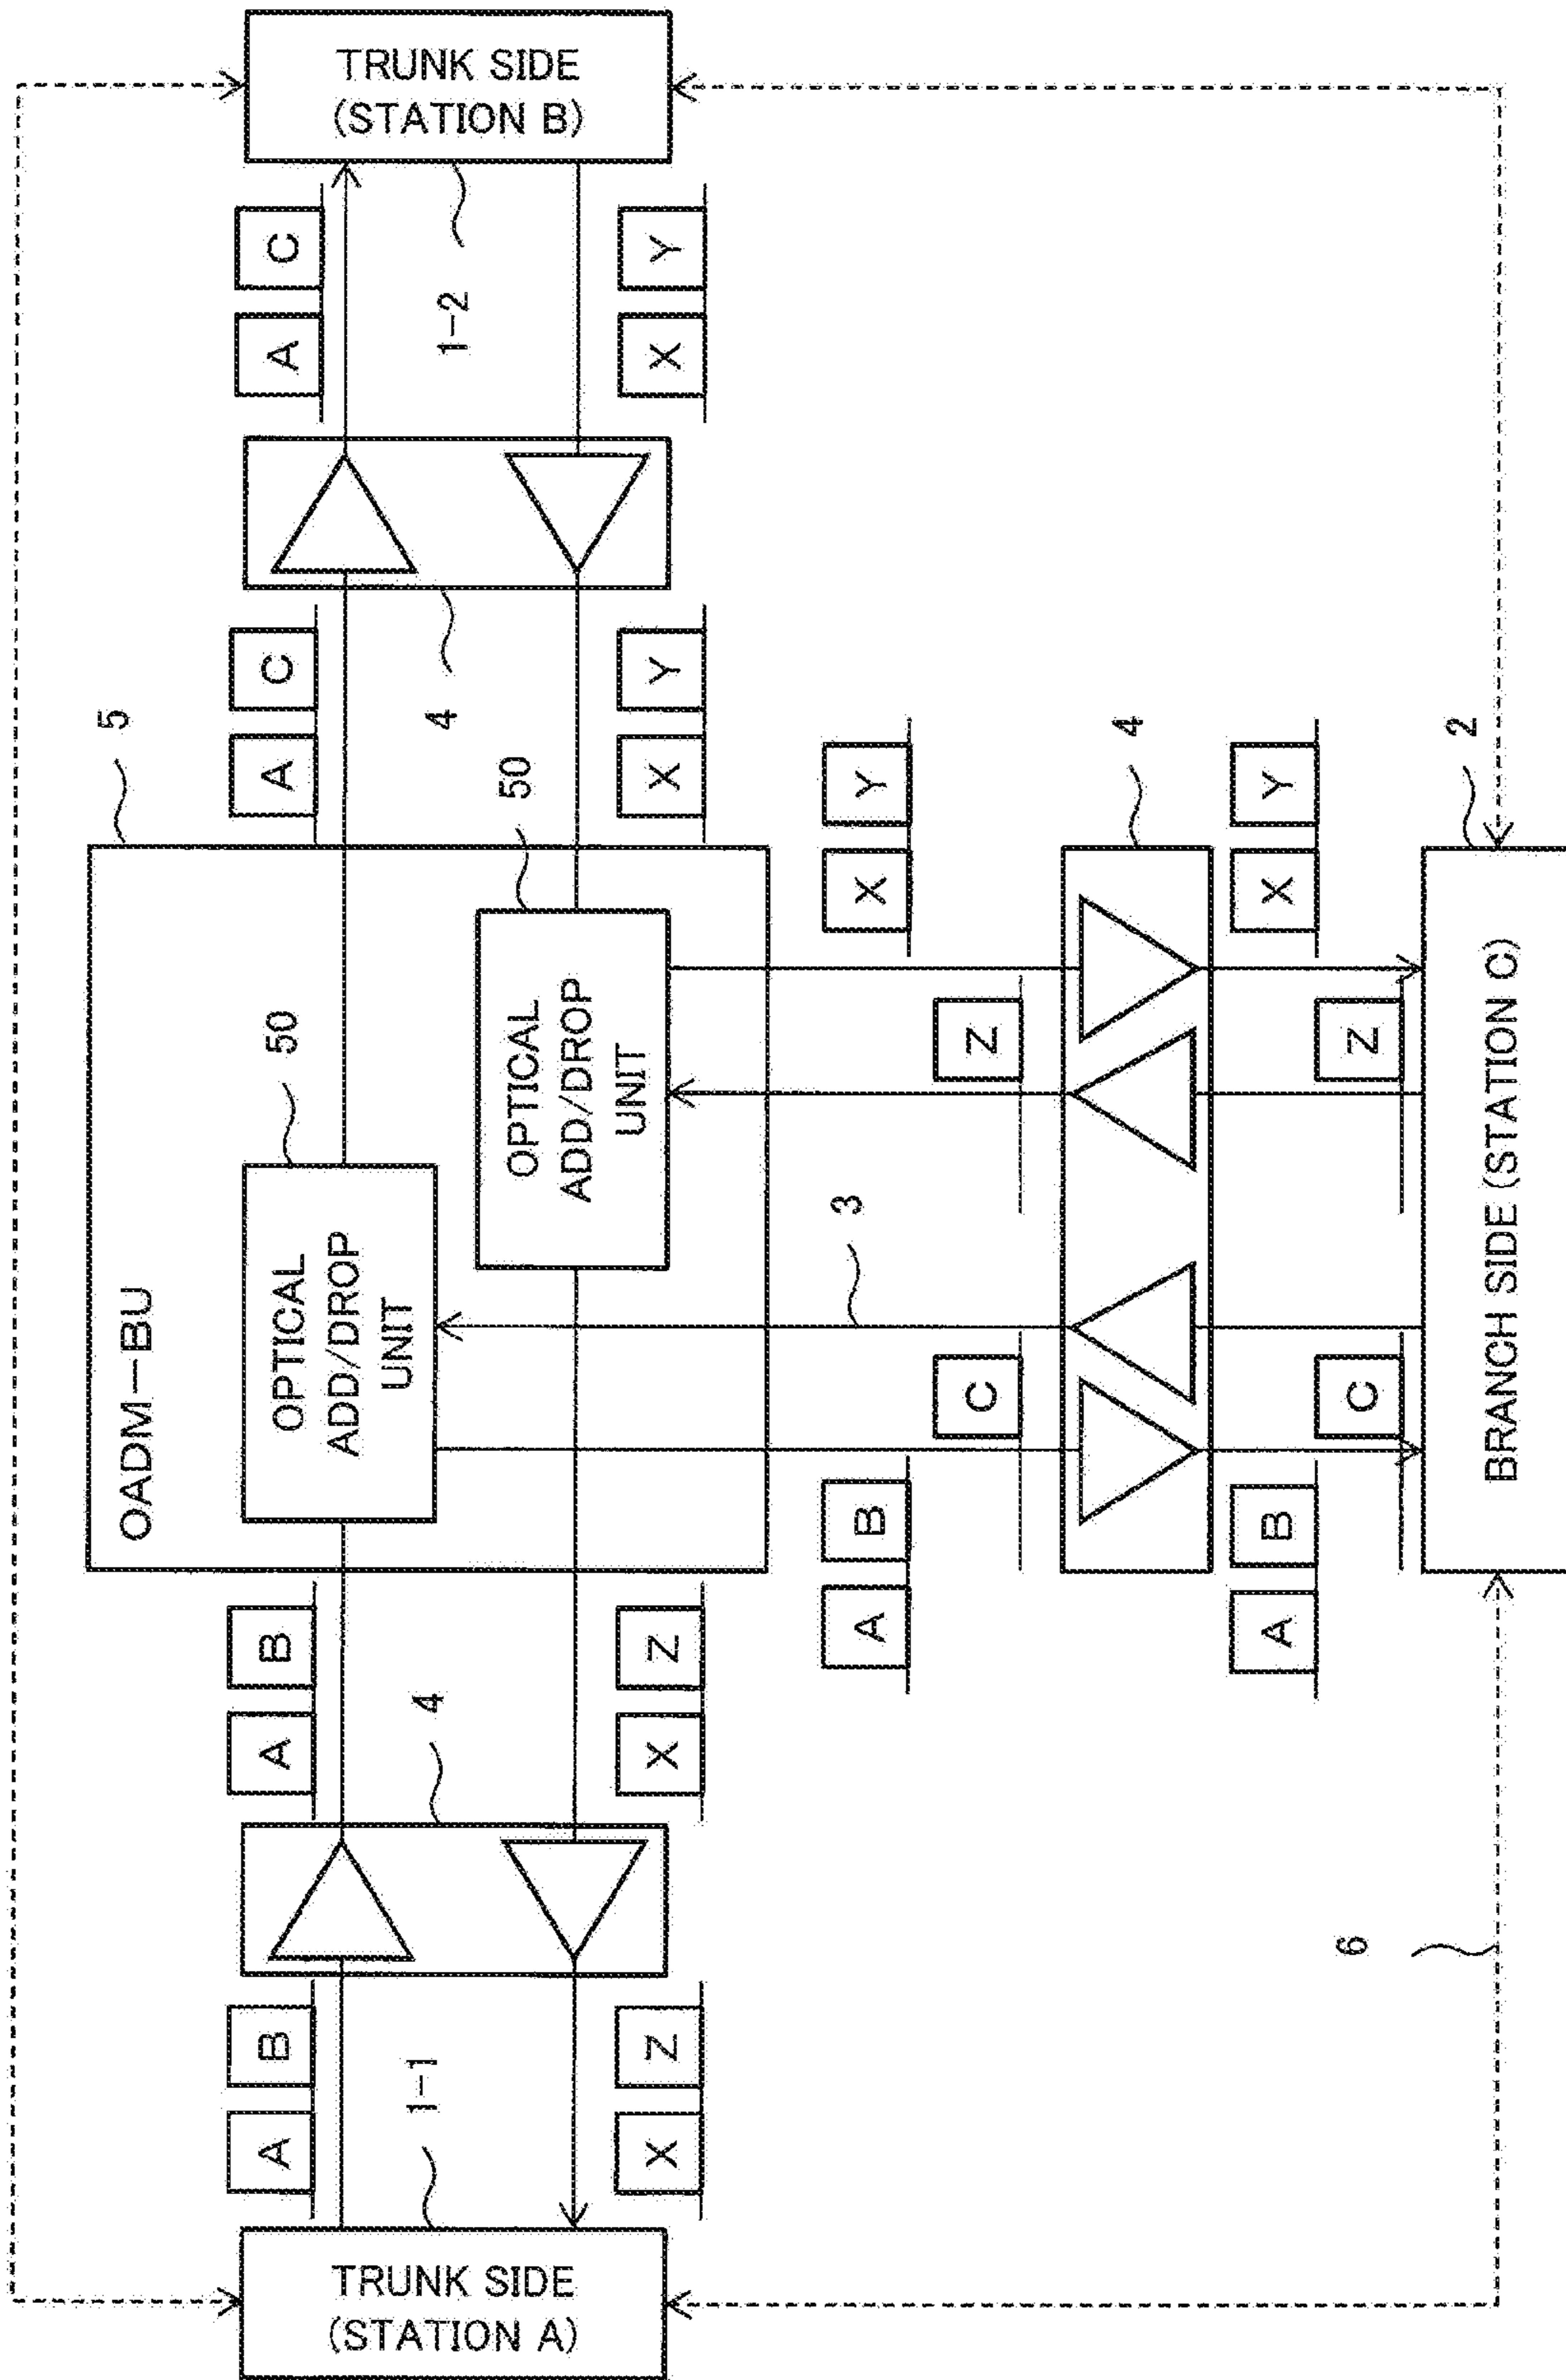 OADM-BU
5
A B
A B
A C
A C
TRUNK SIDE
(STATION A)
1-1
4
OPTICAL
ADD/DROP
UNIT
50
OPTICAL
ADD/DROP
UNIT
50
4
1-2
TRUNK SIDE
(STATION B)
X Z
X Z
X Y
X Y
A B
X Y
C
3
Z
4
A B
X Y
C
Z
6
2
BRANCH SIDE (STATION C)